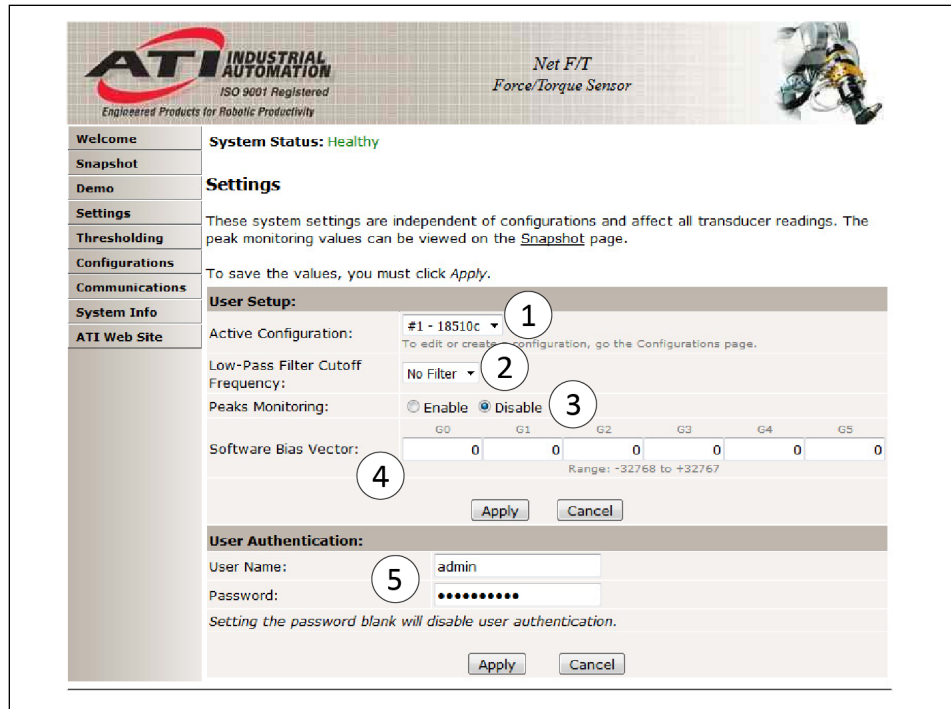 ATI INDUSTRIAL AUTOMATION
ISO 9001 Registered
Engineered Products for Robotic Productivity
Net F/T
Force/Torque Sensor
Welcome
Snapshot
Demo
Settings
Thresholding
Configurations
Communications
System Info
ATI Web Site
System Status: Healthy
Settings
These system settings are independent of configurations and affect all transducer readings. The
peak monitoring values can be viewed on the Snapshot page.
To save the values, you must click Apply.
User Setup:
Active Configuration:
#1 - 18510c
1
To edit or create a configuration, go the Configurations page.
Low-Pass Filter Cutoff
Frequency:
No Filter
2
Peaks Monitoring:
Enable Disable
3
G0 G1 G2 G3 G4 G5
Software Bias Vector:
0 0 0 0 0 0
Range: -32768 to +32767
4
Apply Cancel
User Authentication:
User Name:
admin
5
Password:
••••••••••
Setting the password blank will disable user authentication.
Apply Cancel